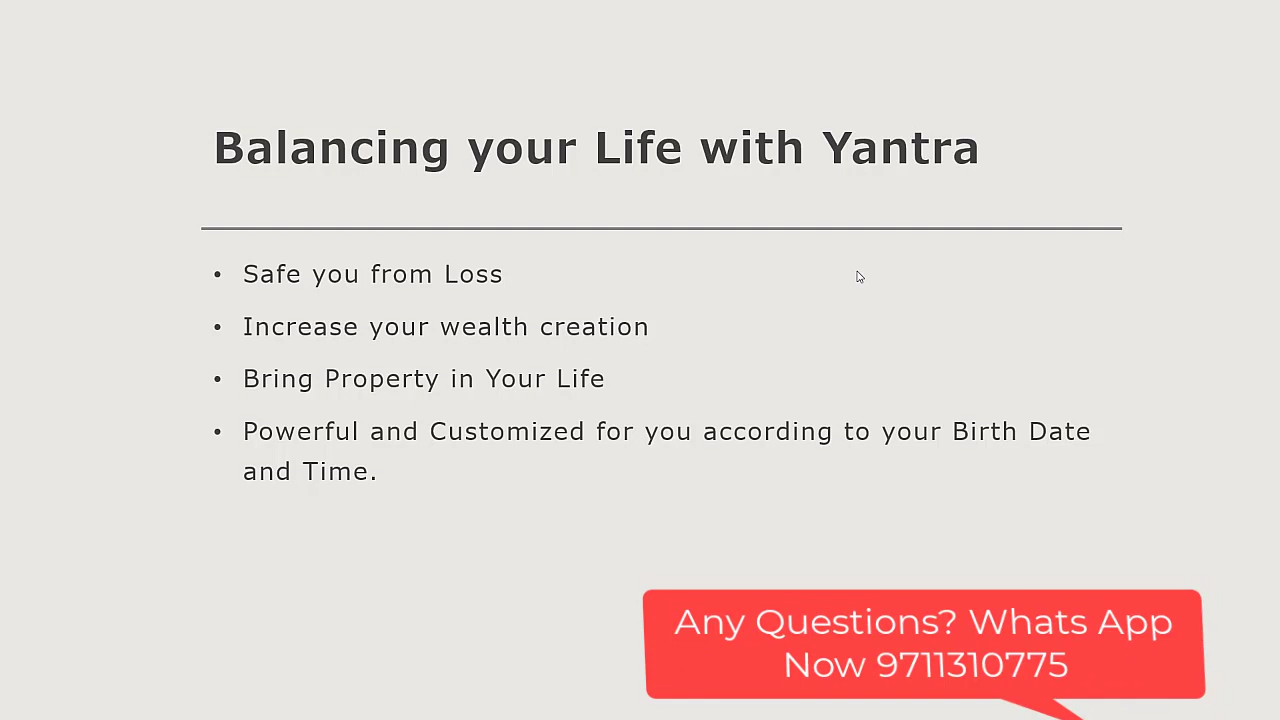 Balancing your Life with Yantra
• Safe you from Loss
• Increase your wealth creation
• Bring Property in Your Life
• Powerful and Customized for you according to your Birth Date
and Time.
Any Questions? Whats App
Now 9711310775